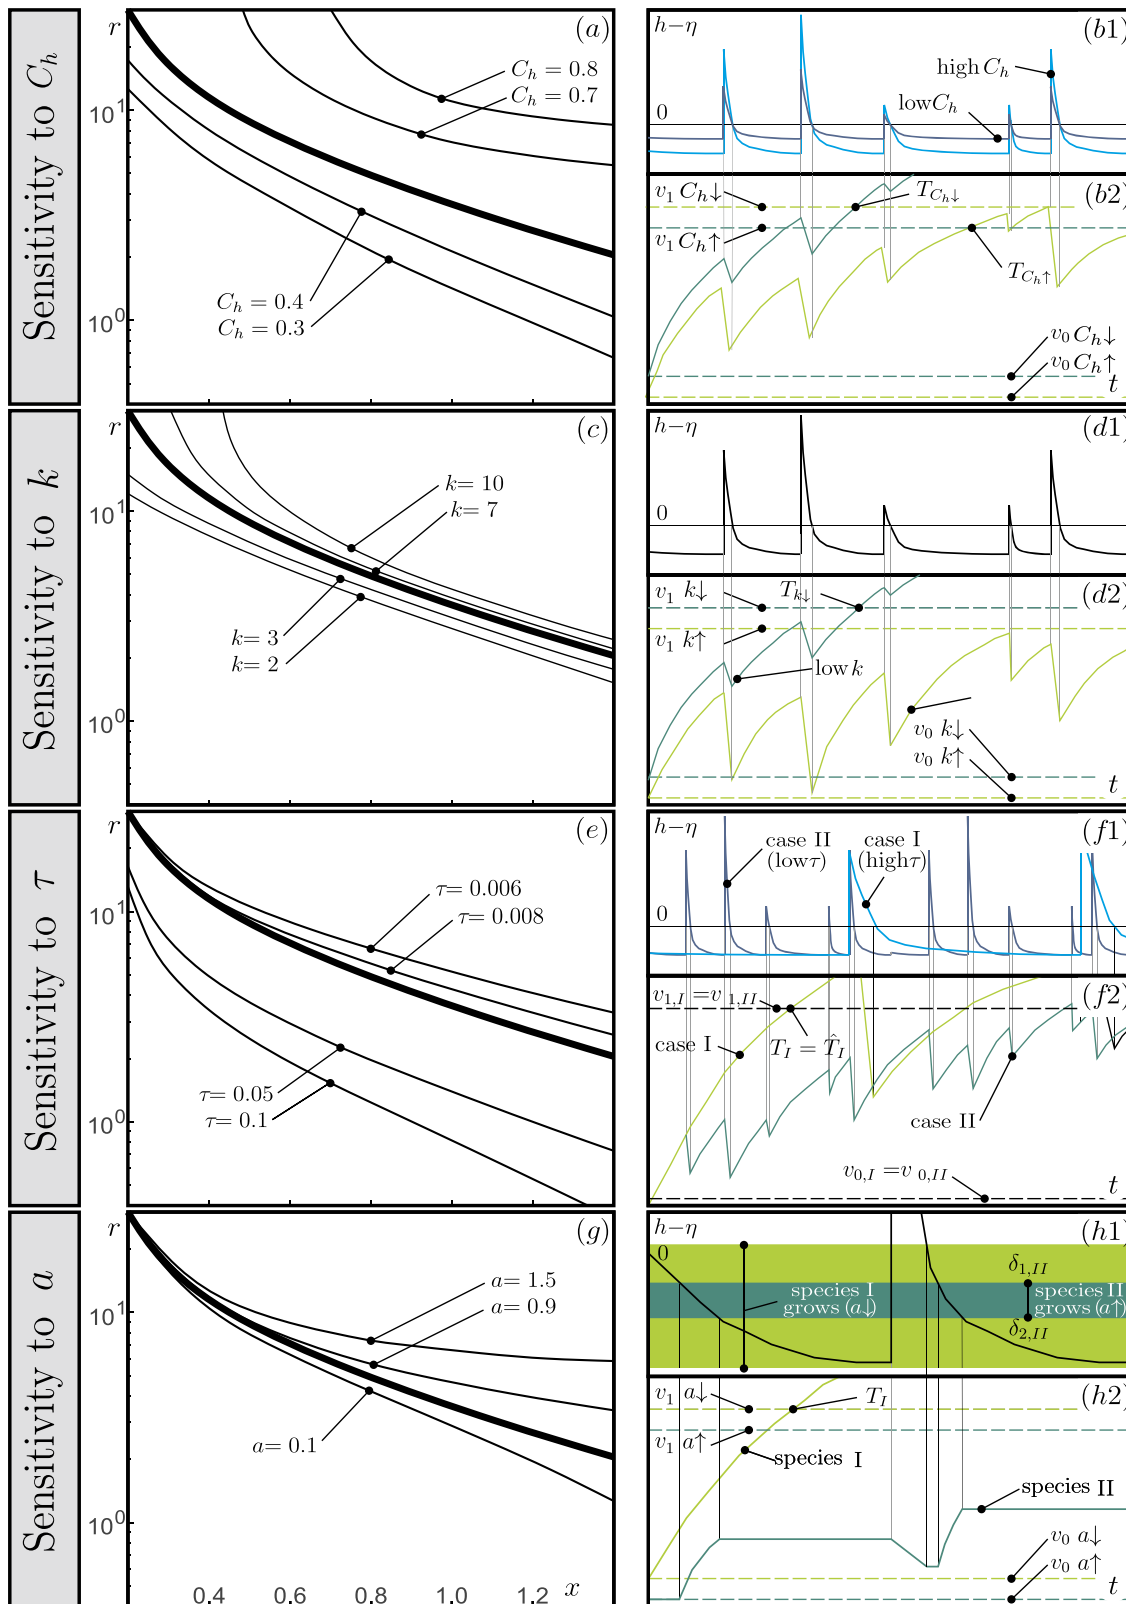 Sensitivity to C_h
r
(a)
10^1
10^0
C_h = 0.8
C_h = 0.7
C_h = 0.4
C_h = 0.3
h−η
(b1)
0
high C_h
low C_h
(b2)
v_1 C_h↓
v_1 C_h↑
T_{C_h↓}
T_{C_h↑}
v_0 C_h↓
v_0 C_h↑
t
Sensitivity to k
r
(c)
10^1
10^0
k= 10
k= 7
k= 3
k= 2
h−η
(d1)
0
(d2)
v_1 k↓
v_1 k↑
T_{k↓}
low k
v_0 k↓
v_0 k↑
t
Sensitivity to τ
r
(e)
10^1
10^0
τ= 0.006
τ= 0.008
τ= 0.05
τ= 0.1
h−η
(f1)
0
case II
(low τ)
case I
(high τ)
(f2)
v_{1,I} = v_{1,II}
case I
T_I = T̂_I
case II
v_{0,I} = v_{0,II}
t
Sensitivity to a
r
(g)
10^1
10^0
a= 1.5
a= 0.9
a= 0.1
0.4 0.6 0.8 1.0 1.2 x
h−η
(h1)
0
species I
grows (a↓)
δ_{1,II}
species II
grows (a↑)
δ_{2,II}
(h2)
v_1 a↓
v_1 a↑
T_I
species I
species II
v_0 a↓
v_0 a↑
t